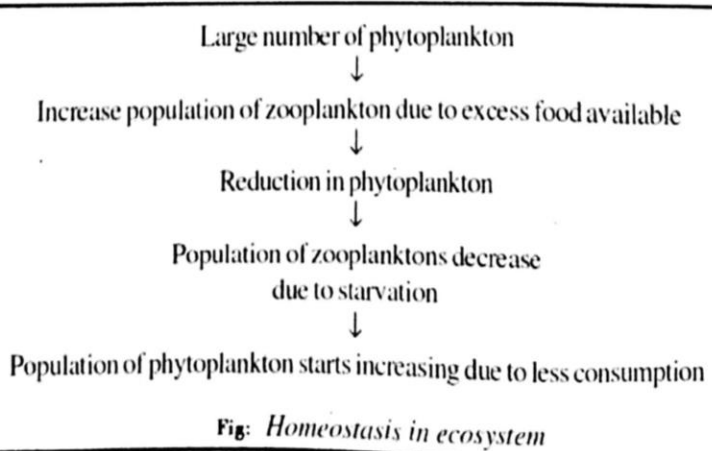 Large number of phytoplankton
↓
Increase population of zooplankton due to excess food available
↓
Reduction in phytoplankton
↓
Population of zooplanktons decrease
due to starvation
↓
Population of phytoplankton starts increasing due to less consumption
Fig: Homeostasis in ecosystem